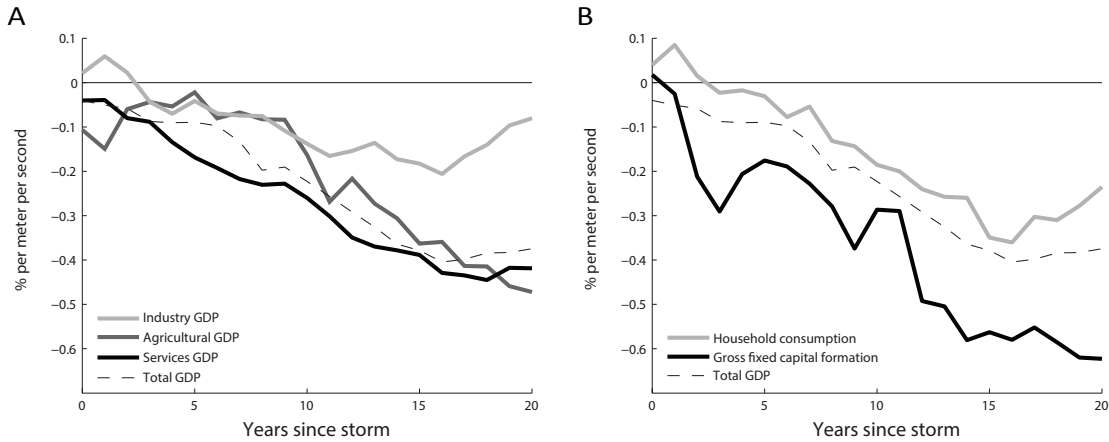 A
% per meter per second
0.1
0
−0.1
−0.2
−0.3
−0.4
−0.5
−0.6
Industry GDP
Agricultural GDP
Services GDP
Total GDP
0 5 10 15 20
Years since storm
B
% per meter per second
0.1
0
−0.1
−0.2
−0.3
−0.4
−0.5
−0.6
Household consumption
Gross fixed capital formation
Total GDP
0 5 10 15 20
Years since storm